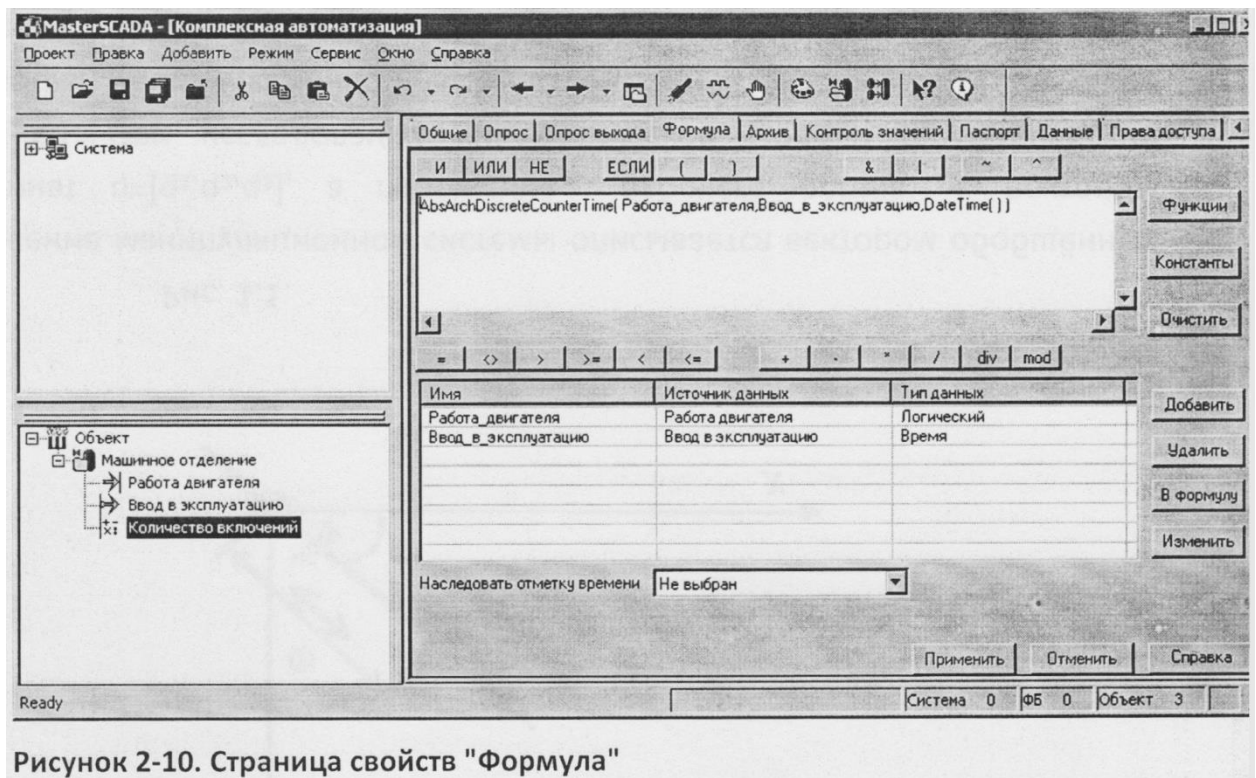 MasterSCADA - [Комплексная автоматизация]
Проект Правка Добавить Режим Сервис Окно Справка
Система
Общие Опрос Опрос выхода Формула Архив Контроль значений Паспорт Данные Права доступа
И ИЛИ НЕ ЕСЛИ ( ) & | ~
AbsArchDiscreteCounterTime( Работа_двигателя,Ввод_в_эксплуатацию,DateTime( ) )
Функции
Константы
Очистить
= <> > >= < <= + - * / div mod
Имя Источник данных Тип данных
Работа_двигателя Работа двигателя Логический
Ввод_в_эксплуатацию Ввод в эксплуатацию Время
Добавить
Удалить
В формулу
Изменить
Объект
Машинное отделение
Работа двигателя
Ввод в эксплуатацию
Количество включений
Наследовать отметку времени Не выбран
Применить Отменить Справка
Ready Система 0 ФБ 0 Объект 3
Рисунок 2-10. Страница свойств "Формула"